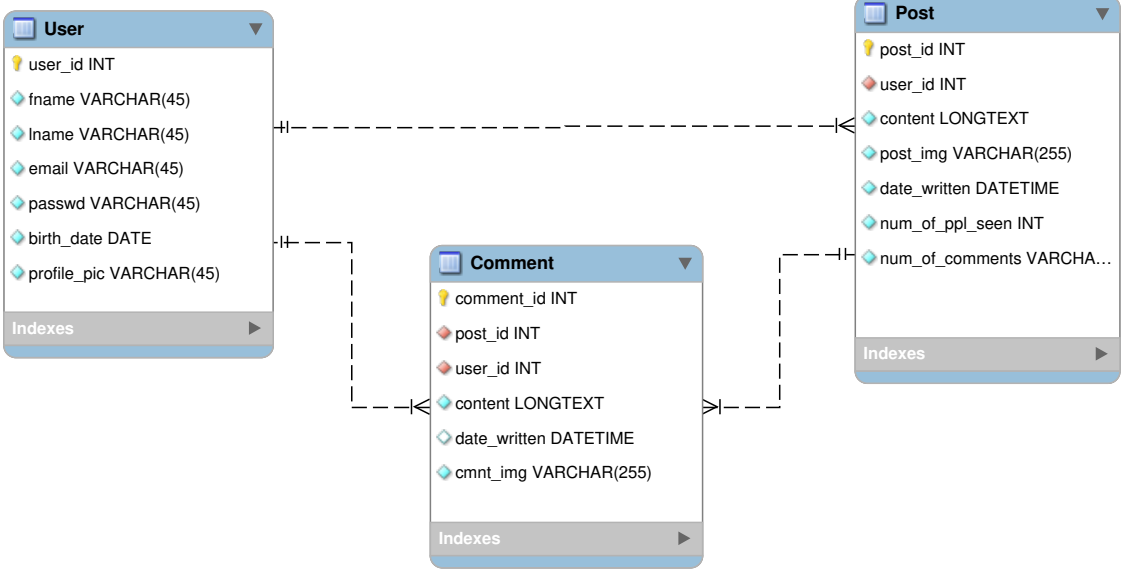 User
user_id INT
fname VARCHAR(45)
lname VARCHAR(45)
email VARCHAR(45)
passwd VARCHAR(45)
birth_date DATE
profile_pic VARCHAR(45)
Indexes
Comment
comment_id INT
post_id INT
user_id INT
content LONGTEXT
date_written DATETIME
cmnt_img VARCHAR(255)
Indexes
Post
post_id INT
user_id INT
content LONGTEXT
post_img VARCHAR(255)
date_written DATETIME
num_of_ppl_seen INT
num_of_comments VARCHA...
Indexes